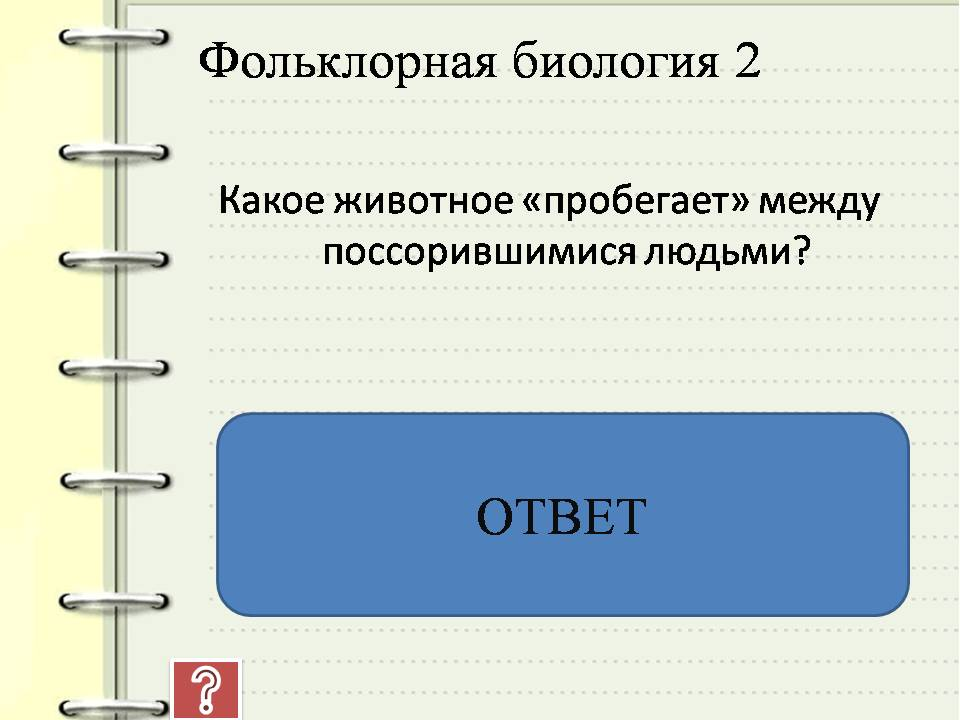 Фольклорная биология 2
Какое животное «пробегает» между
поссорившимися людьми?
ОТВЕТ
?